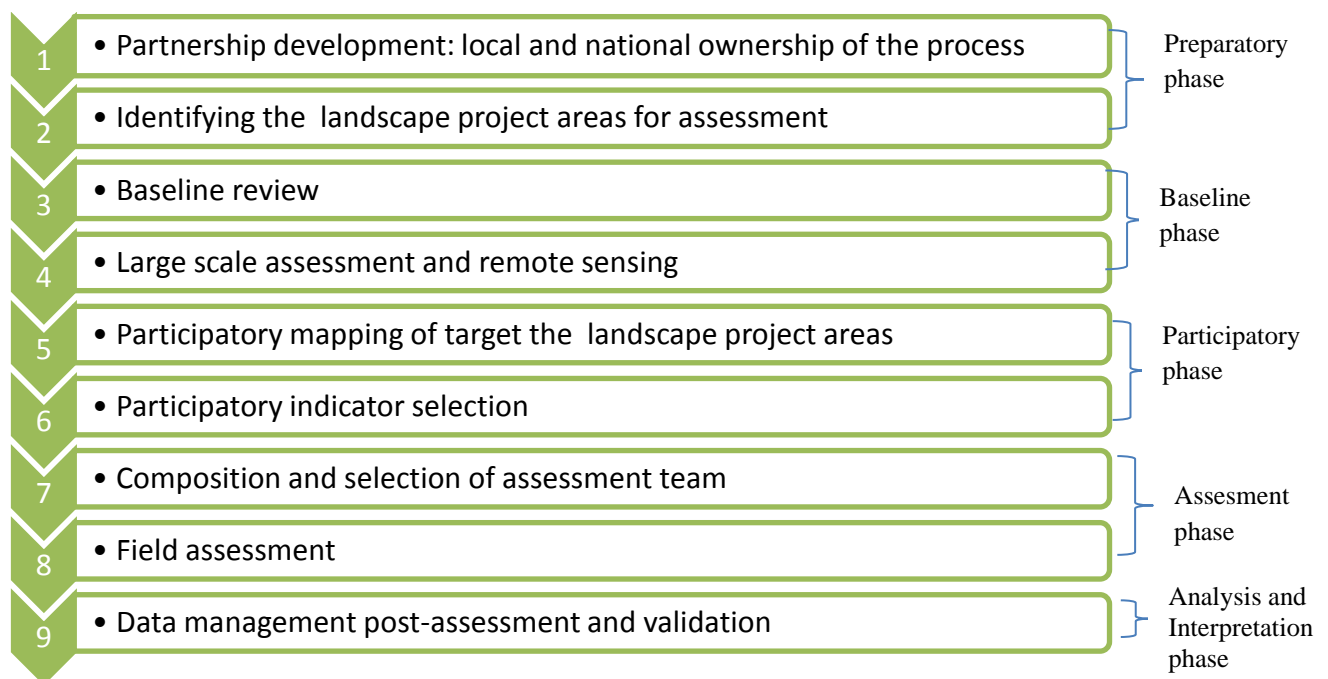 1
• Partnership development: local and national ownership of the process
Preparatory
phase
2
• Identifying the  landscape project areas for assessment
3
• Baseline review
Baseline
phase
4
• Large scale assessment and remote sensing
5
• Participatory mapping of target the  landscape project areas
Participatory
phase
6
• Participatory indicator selection
7
• Composition and selection of assessment team
Assesment
phase
8
• Field assessment
9
• Data management post-assessment and validation
Analysis and
Interpretation
phase